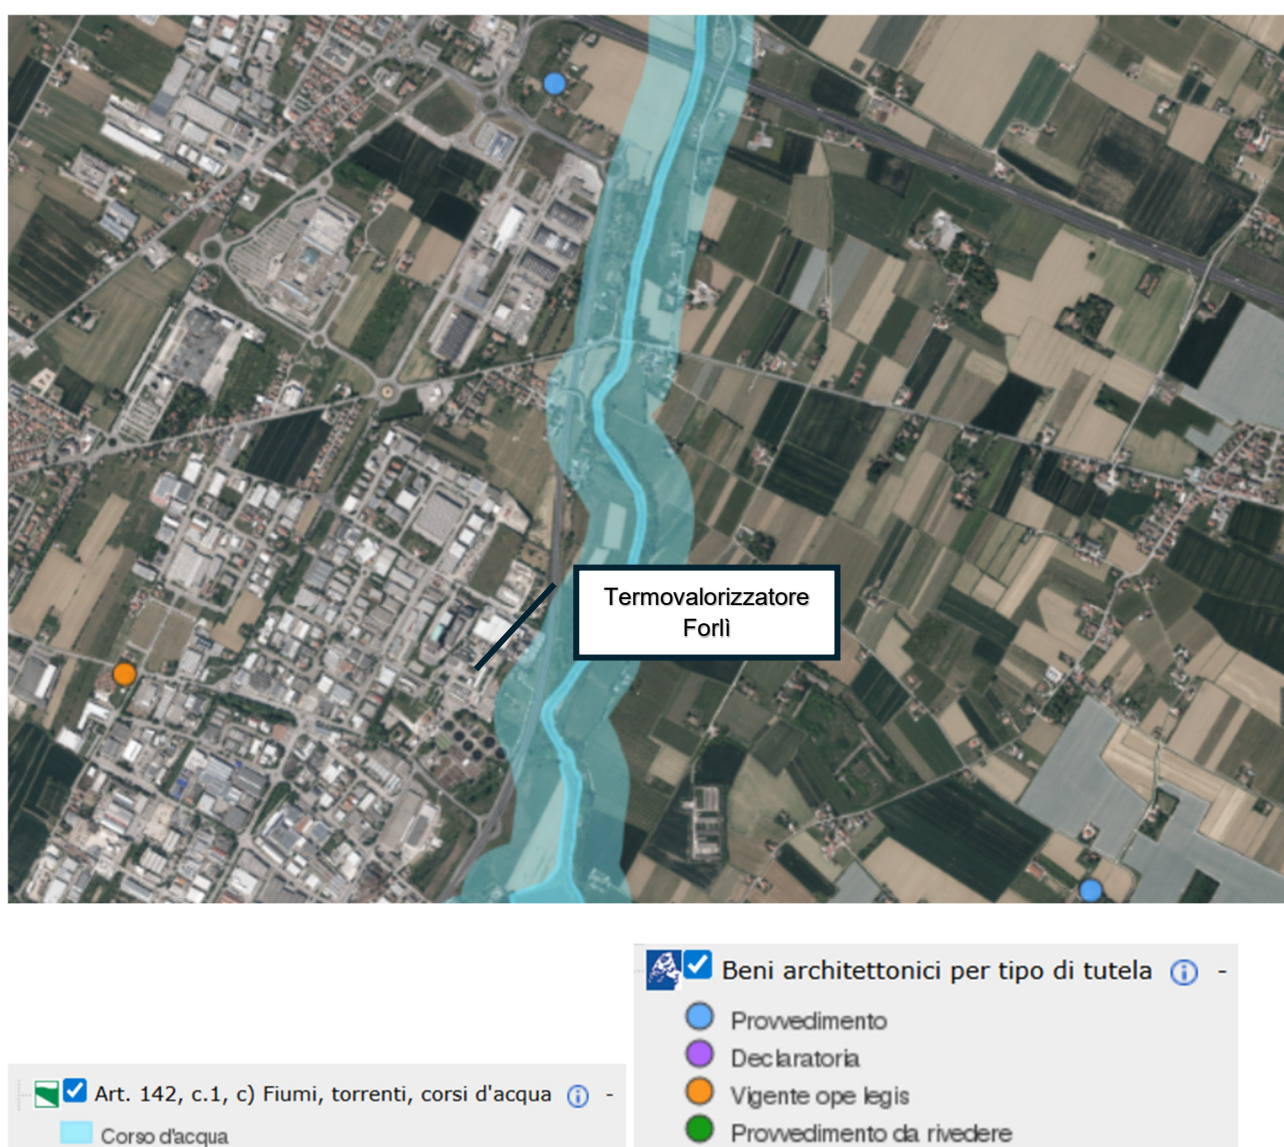 Termovalorizzatore
Forlì
Beni architettonici per tipo di tutela -
Provvedimento
Declaratoria
Vigente ope legis
Provvedimento da rivedere
Art. 142, c.1, c) Fiumi, torrenti, corsi d'acqua -
Corso d'acqua